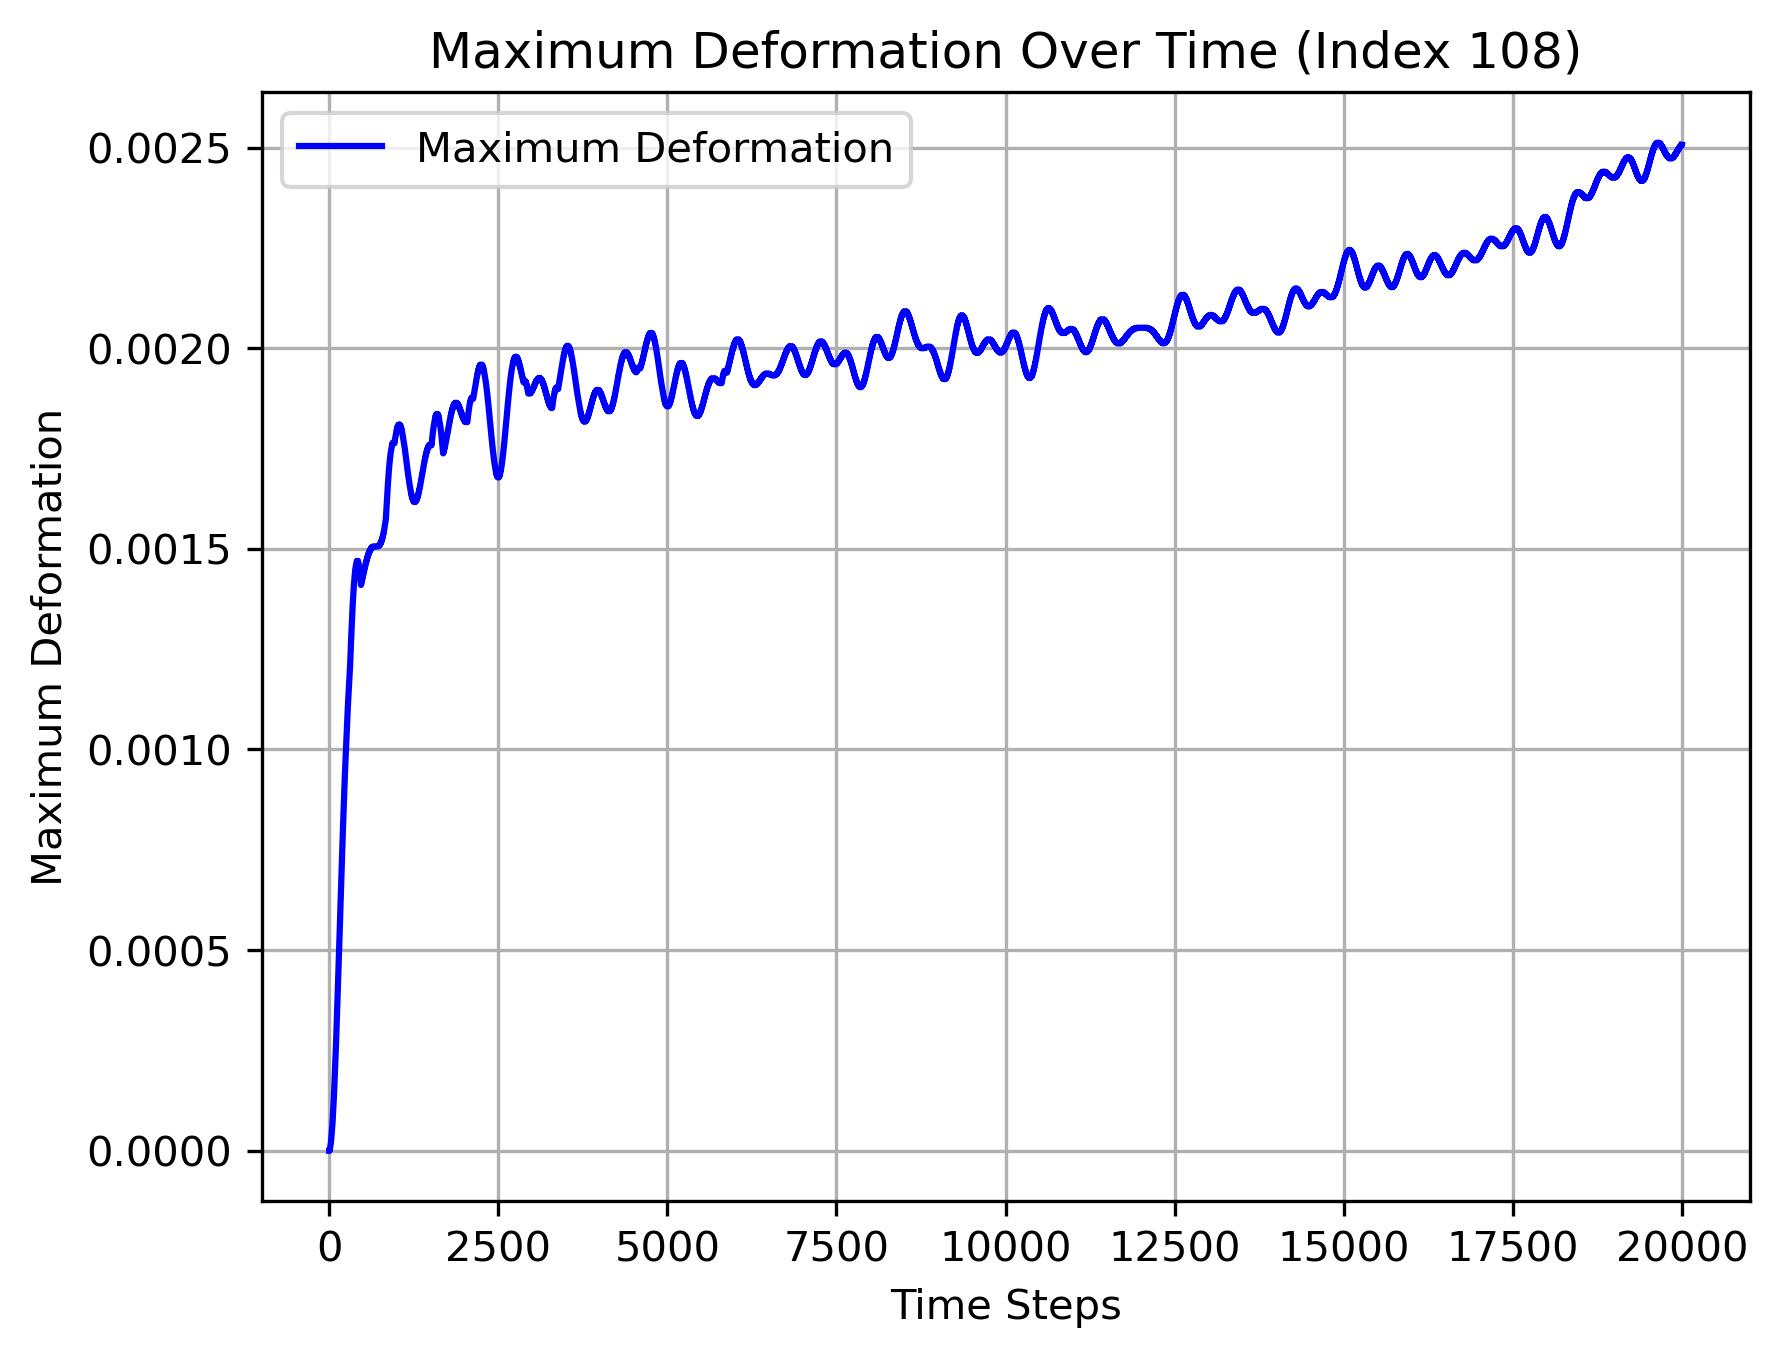 Maximum Deformation Over Time (Index 108)
Maximum Deformation
0.0025
0.0020
0.0015
0.0010
0.0005
0.0000
Maximum Deformation
0 2500 5000 7500 10000 12500 15000 17500 20000
Time Steps